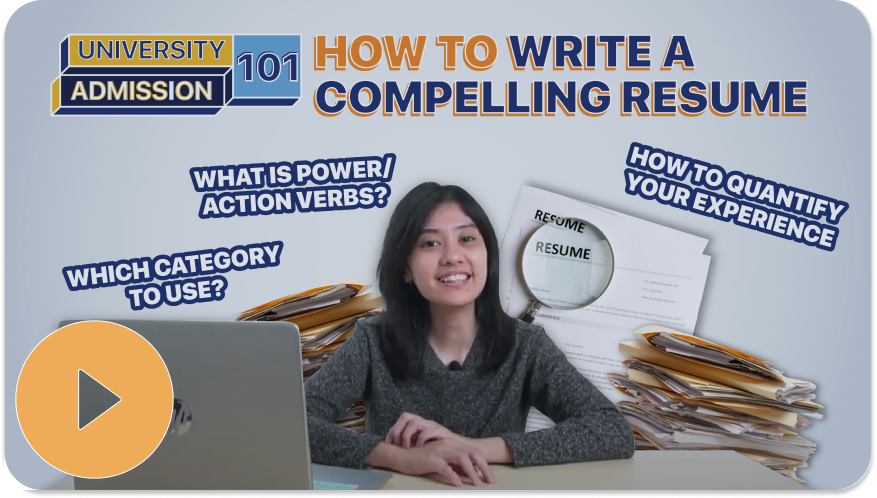 UNIVERSITY
ADMISSION
101
HOW TO WRITE A
COMPELLING RESUME
WHAT IS POWER/
ACTION VERBS?
HOW TO QUANTIFY
YOUR EXPERIENCE
WHICH CATEGORY
TO USE?
RESUME
RESUME
hp